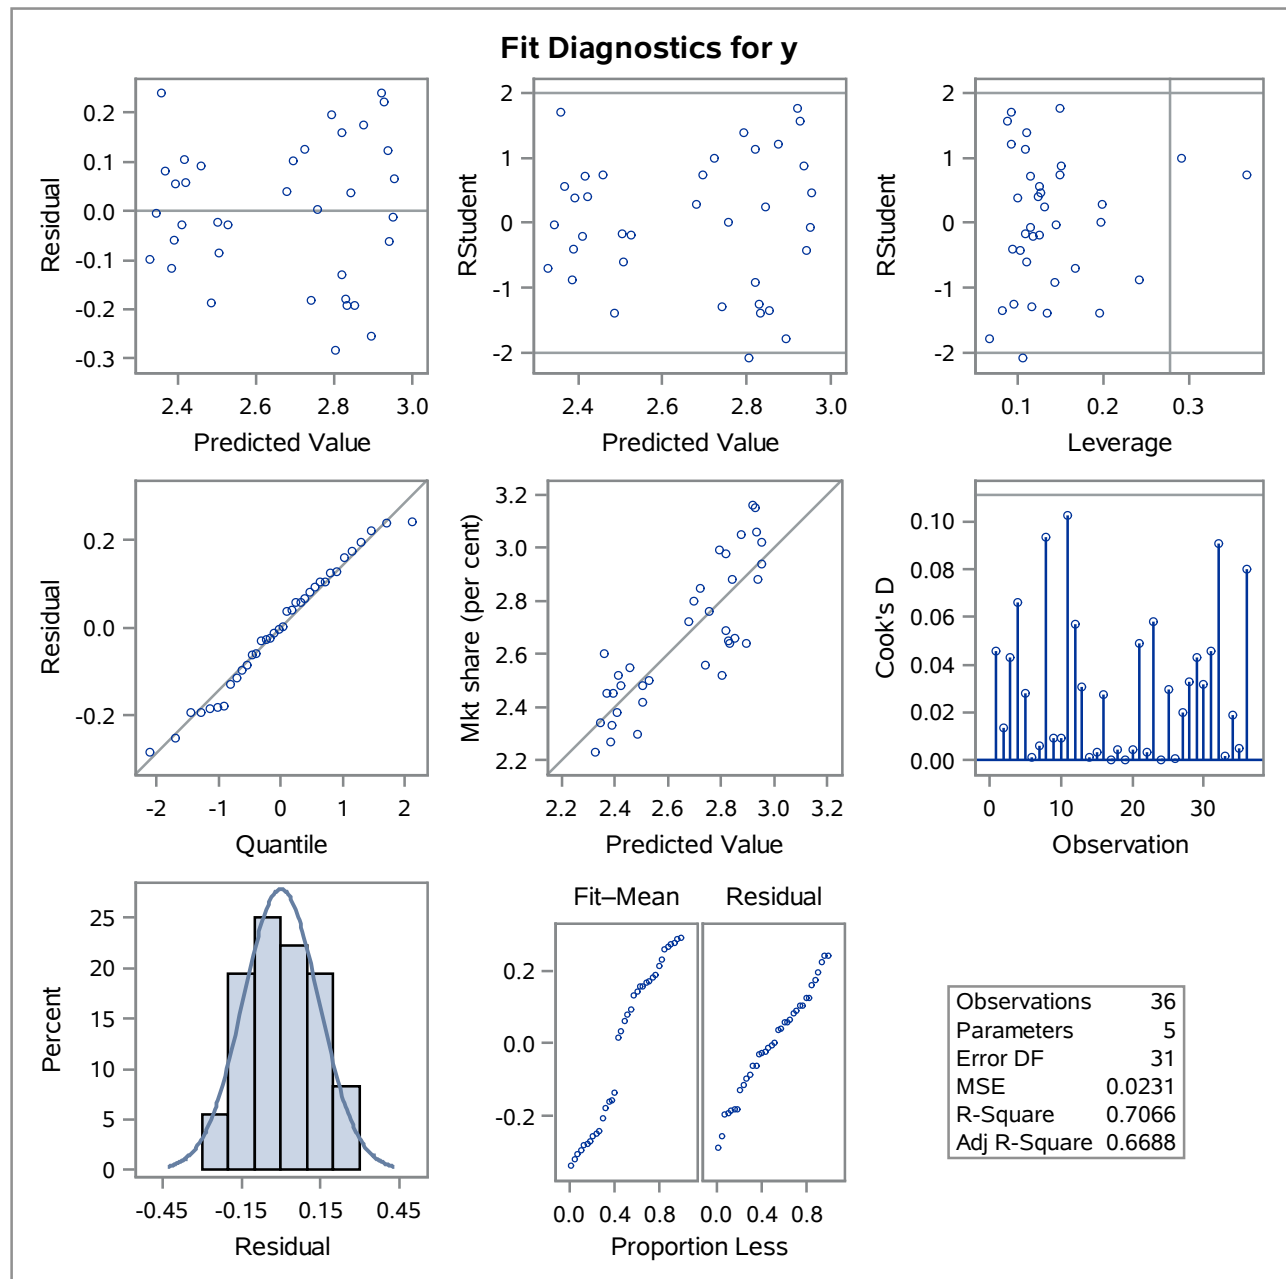 Fit Diagnostics for y
0.2
0.1
0.0
-0.1
-0.2
-0.3
Residual
2.4 2.6 2.8 3.0
Predicted Value
2
1
0
-1
-2
RStudent
2.4 2.6 2.8 3.0
Predicted Value
2
1
0
-1
-2
RStudent
0.1 0.2 0.3
Leverage
0.2
0.0
-0.2
Residual
-2 -1 0 1 2
Quantile
3.2
3.0
2.8
2.6
2.4
2.2
Mkt share (per cent)
2.2 2.4 2.6 2.8 3.0 3.2
Predicted Value
0.10
0.08
0.06
0.04
0.02
0.00
Cook's D
0 10 20 30
Observation
25
20
15
10
5
0
Percent
-0.45 -0.15 0.15 0.45
Residual
Fit–Mean Residual
0.2
0.0
-0.2
0.0 0.4 0.8 0.0 0.4 0.8
Proportion Less
Observations 36
Parameters 5
Error DF 31
MSE 0.0231
R-Square 0.7066
Adj R-Square 0.6688